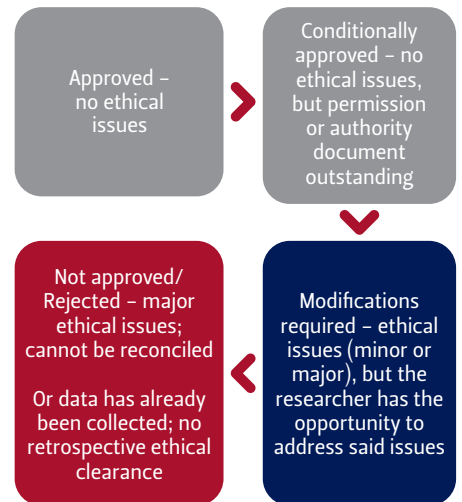 Approved –
no ethical
issues
Conditionally
approved – no
ethical issues,
but permission
or authority
document
outstanding
Modifications
required – ethical
issues (minor or
major), but the
researcher has the
opportunity to
address said issues
Not approved/
Rejected – major
ethical issues;
cannot be reconciled
Or data has already
been collected; no
retrospective ethical
clearance